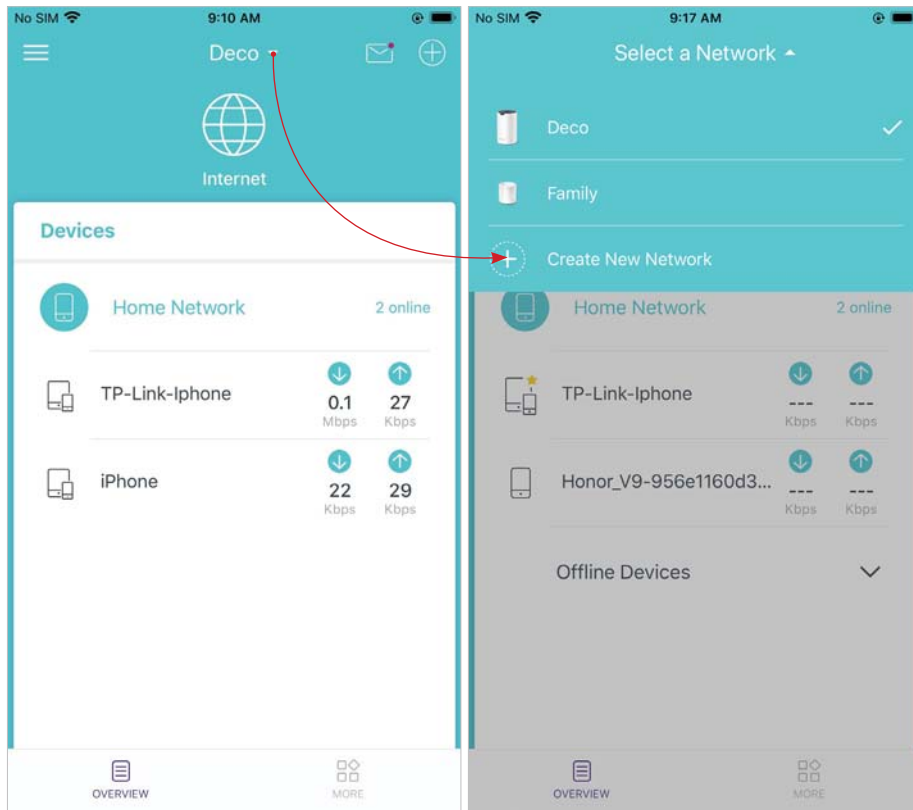 No SIM 9:10 AM
Deco
Internet
Devices
Home Network 2 online
TP-Link-Iphone 0.1 27
Mbps Kbps
iPhone 22 29
Kbps Kbps
OVERVIEW MORE
No SIM 9:17 AM
Select a Network
Deco
Family
Create New Network
Home Network 2 online
TP-Link-Iphone --- ---
Kbps Kbps
Honor_V9-956e1160d3... --- ---
Kbps Kbps
Offline Devices
OVERVIEW MORE